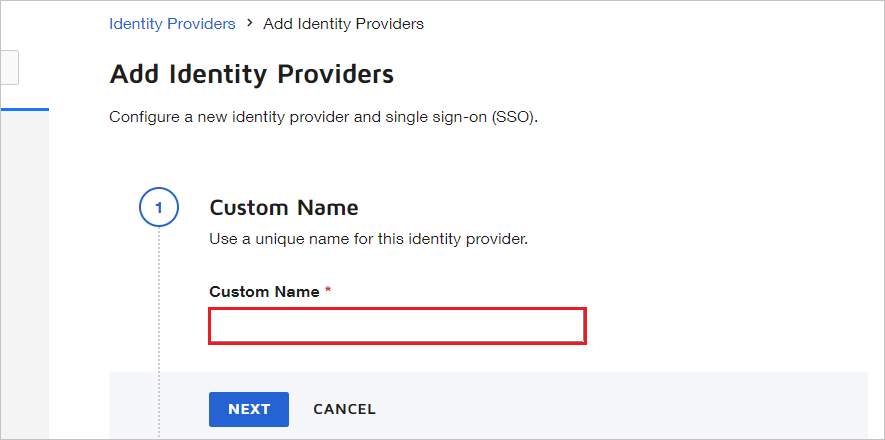 Identity Providers > Add Identity Providers
Add Identity Providers
Configure a new identity provider and single sign-on (SSO).
1 Custom Name
Use a unique name for this identity provider.
Custom Name *
NEXT CANCEL